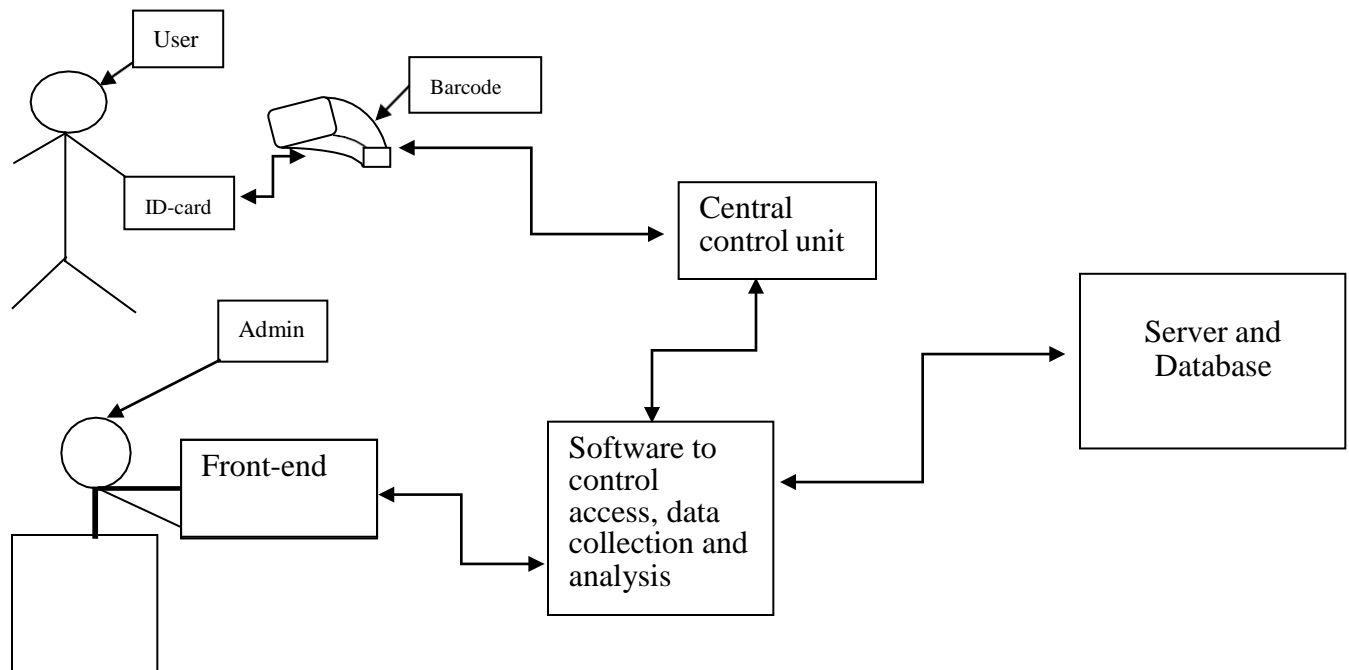 User
Barcode
ID-card
Central
control unit
Admin
Server and
Database
Front-end
Software to
control
access, data
collection and
analysis